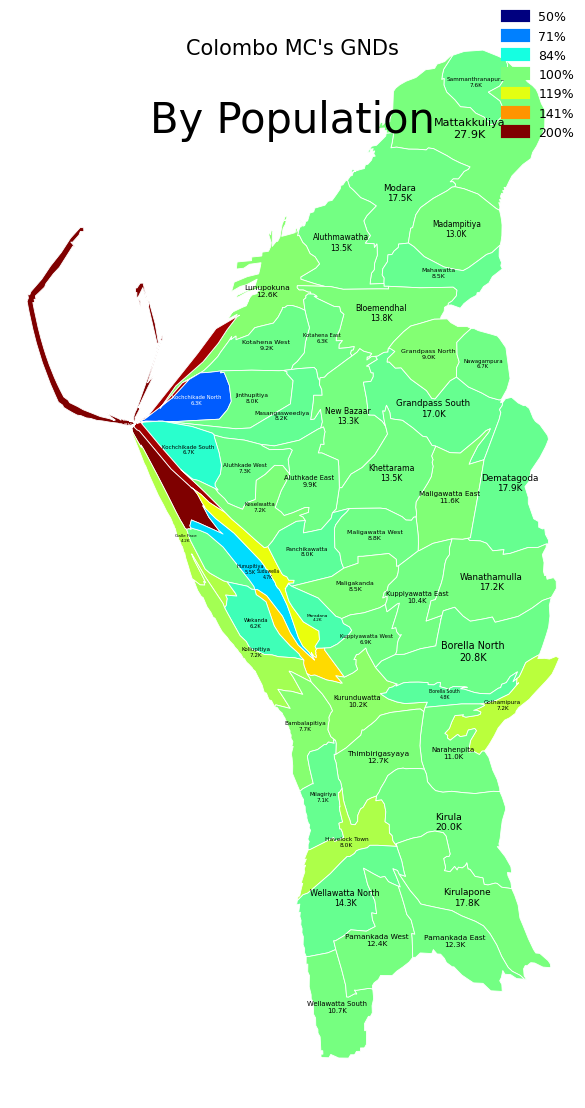 Colombo MC's GNDs
By Population
50%
71%
84%
100%
119%
141%
200%
Sammanthranapur...
7.6K
Mattakkuliya
27.9K
Modara
17.5K
Madampitiya
13.0K
Aluthmawatha
13.5K
Mahawatta
8.5K
Lunupokuna
12.6K
Bloemendhal
13.8K
Kotahena East
6.3K
Kotahena West
9.2K
Grandpass North
9.0K
Nawagampura
6.7K
Kochchikade North
6.3K
Jinthupitiya
8.0K
Masangasweediya
8.2K
New Bazaar
13.3K
Grandpass South
17.0K
Kochchikade South
6.7K
Aluthkade West
7.3K
Aluthkade East
9.9K
Khettarama
13.5K
Dematagoda
17.9K
Maligawatta East
11.6K
Keselwatta
7.2K
Maligawatta West
8.8K
Galle Face
Panchikawatta
8.0K
Hunupitiya
5.5K
Maligakanda
8.5K
Kuppiyawatta East
10.4K
Wanathamulla
17.2K
Wekanda
6.2K
Maradana
Kuppiyawatta West
6.9K
Kollupitiya
7.2K
Borella North
20.8K
Borella South
4.8K
Kurunduwatta
10.2K
Gothamipura
7.2K
Bambalapitiya
7.7K
Thimbirigasyaya
12.7K
Narahenpita
11.0K
Milagiriya
7.1K
Kirula
20.0K
Havelock Town
8.0K
Wellawatta North
14.3K
Kirulapone
17.8K
Pamankada West
12.4K
Pamankada East
12.3K
Wellawatta South
10.7K